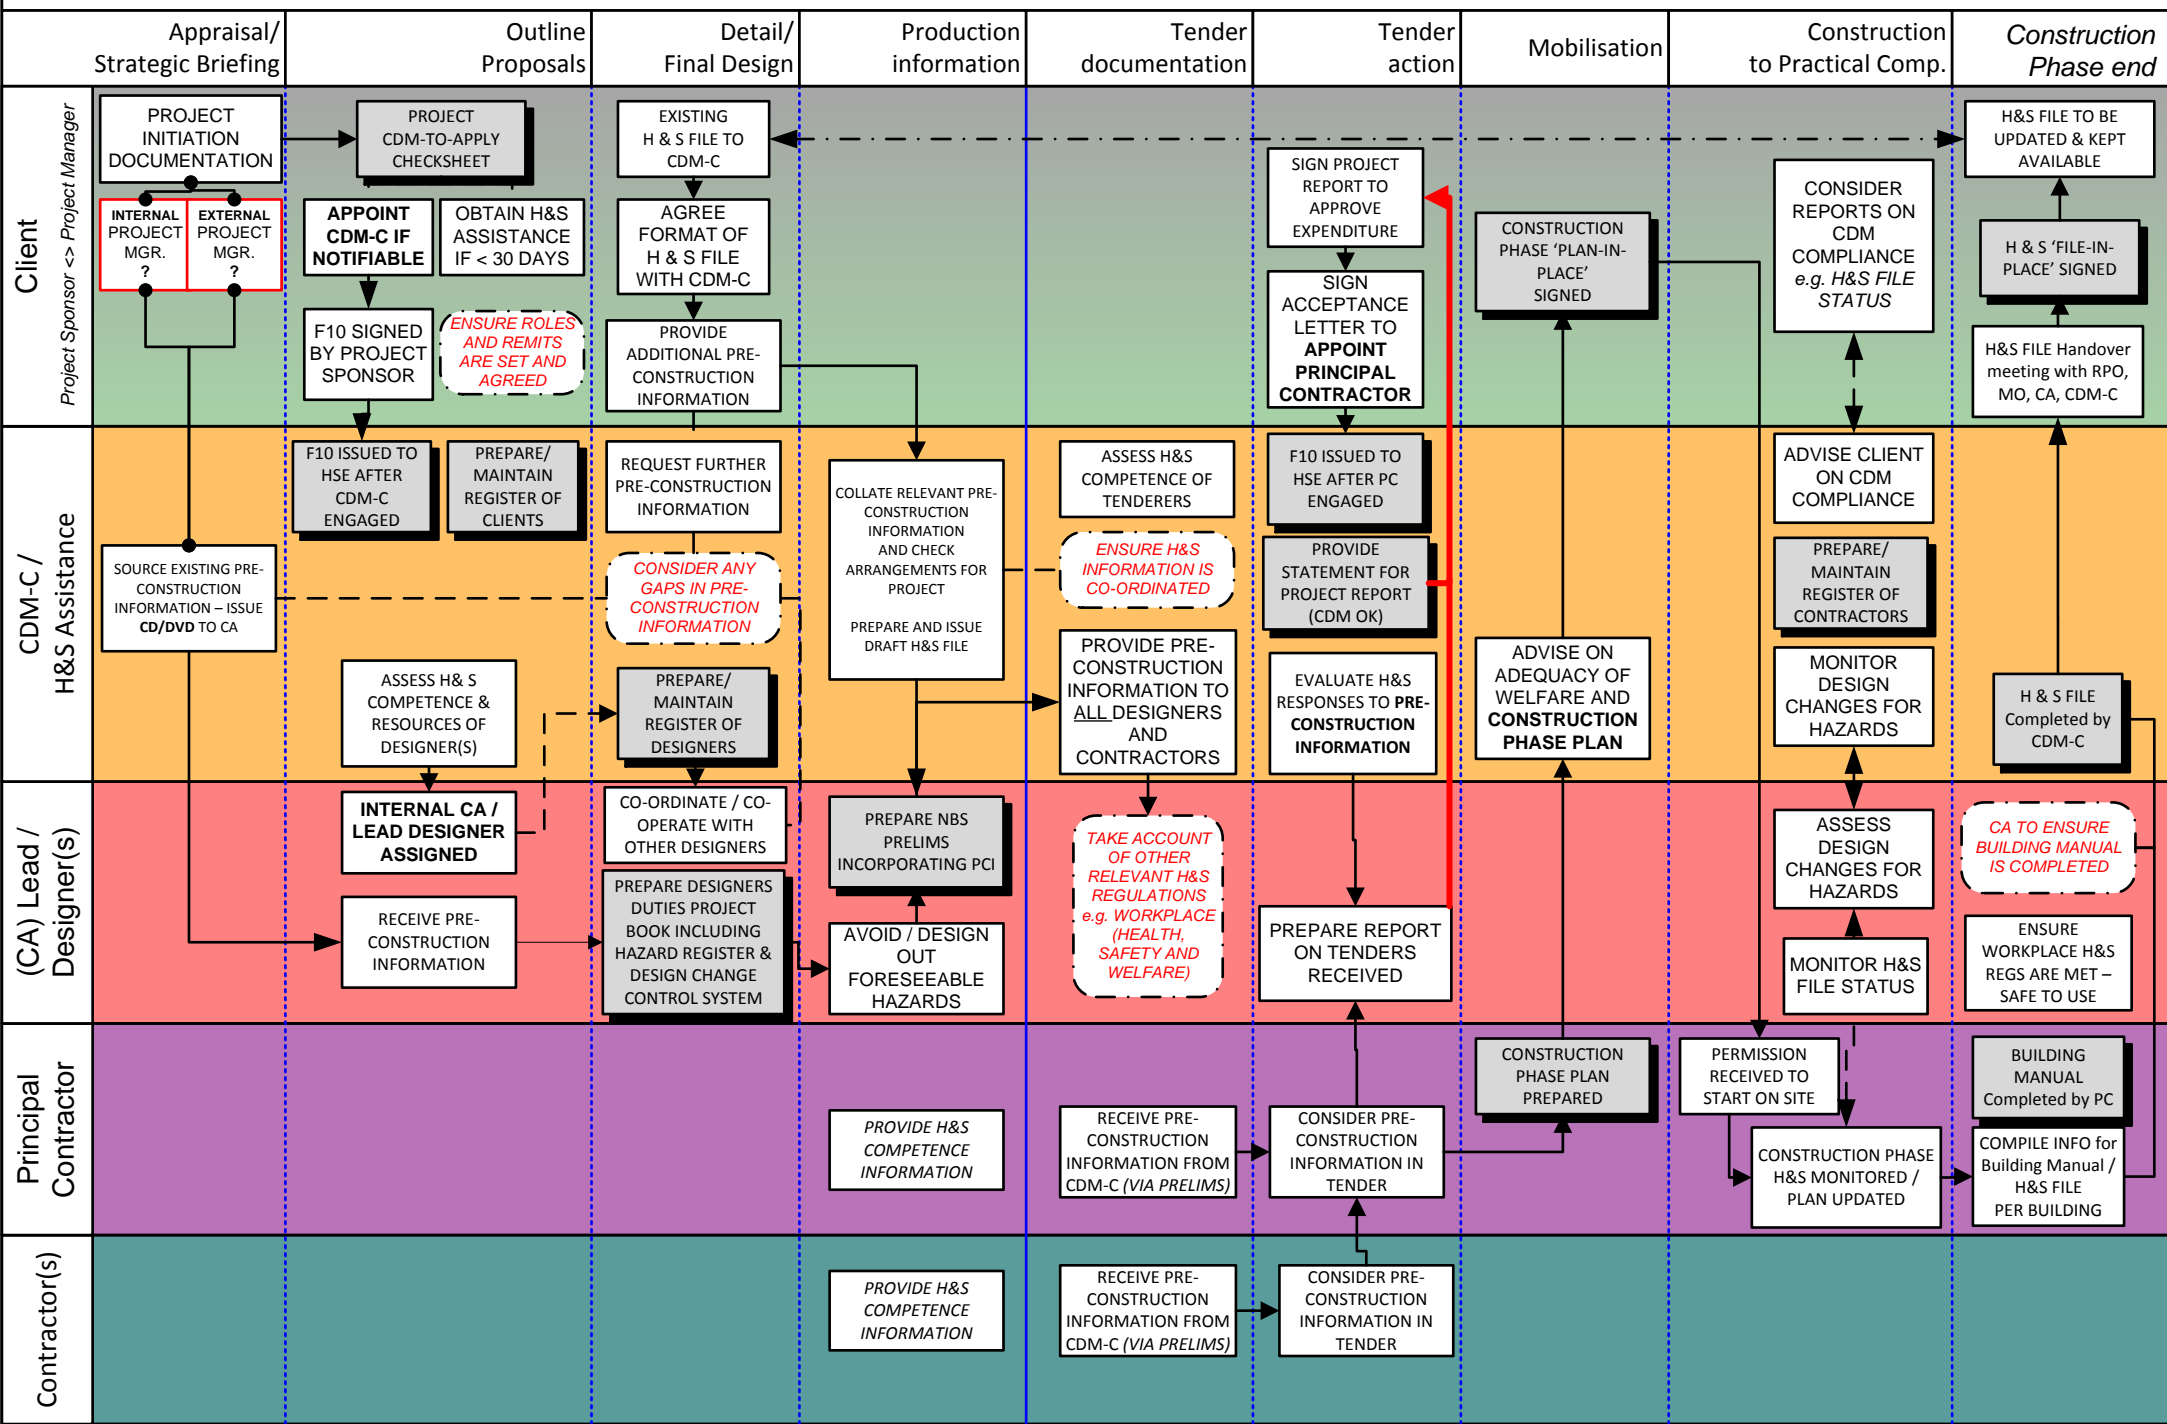 Appraisal/
Strategic Briefing
Outline
Proposals
Detail/
Final Design
Production
information
Tender
documentation
Tender
action
Mobilisation
Construction
to Practical Comp.
Construction
Phase end
Client
Project Sponsor <> Project Manager
PROJECT
INITIATION
DOCUMENTATION
INTERNAL
PROJECT
MGR.
?
EXTERNAL
PROJECT
MGR.
?
PROJECT
CDM-TO-APPLY
CHECKSHEET
APPOINT
CDM-C IF
NOTIFIABLE
OBTAIN H&S
ASSISTANCE
IF < 30 DAYS
F10 SIGNED
BY PROJECT
SPONSOR
ENSURE ROLES
AND REMITS
ARE SET AND
AGREED
EXISTING
H & S FILE TO
CDM-C
AGREE
FORMAT OF
H & S FILE
WITH CDM-C
PROVIDE
ADDITIONAL PRE-
CONSTRUCTION
INFORMATION
SIGN PROJECT
REPORT TO
APPROVE
EXPENDITURE
SIGN
ACCEPTANCE
LETTER TO
APPOINT
PRINCIPAL
CONTRACTOR
CONSTRUCTION
PHASE ‘PLAN-IN-
PLACE’
SIGNED
CONSIDER
REPORTS ON
CDM
COMPLIANCE
e.g. H&S FILE
STATUS
H&S FILE TO BE
UPDATED & KEPT
AVAILABLE
H & S ‘FILE-IN-
PLACE’ SIGNED
H&S FILE Handover
meeting with RPO,
MO, CA, CDM-C
CDM-C /
H&S Assistance
SOURCE EXISTING PRE-
CONSTRUCTION
INFORMATION – ISSUE
CD/DVD TO CA
F10 ISSUED TO
HSE AFTER
CDM-C
ENGAGED
PREPARE/
MAINTAIN
REGISTER OF
CLIENTS
ASSESS H& S
COMPETENCE &
RESOURCES OF
DESIGNER(S)
REQUEST FURTHER
PRE-CONSTRUCTION
INFORMATION
CONSIDER ANY
GAPS IN PRE-
CONSTRUCTION
INFORMATION
PREPARE/
MAINTAIN
REGISTER OF
DESIGNERS
COLLATE RELEVANT PRE-
CONSTRUCTION
INFORMATION
AND CHECK
ARRANGEMENTS FOR
PROJECT
PREPARE AND ISSUE
DRAFT H&S FILE
ASSESS H&S
COMPETENCE OF
TENDERERS
ENSURE H&S
INFORMATION IS
CO-ORDINATED
PROVIDE PRE-
CONSTRUCTION
INFORMATION TO
ALL DESIGNERS
AND
CONTRACTORS
F10 ISSUED TO
HSE AFTER PC
ENGAGED
PROVIDE
STATEMENT FOR
PROJECT REPORT
(CDM OK)
EVALUATE H&S
RESPONSES TO PRE-
CONSTRUCTION
INFORMATION
ADVISE ON
ADEQUACY OF
WELFARE AND
CONSTRUCTION
PHASE PLAN
ADVISE CLIENT
ON CDM
COMPLIANCE
PREPARE/
MAINTAIN
REGISTER OF
CONTRACTORS
MONITOR
DESIGN
CHANGES FOR
HAZARDS
H & S FILE
Completed by
CDM-C
(CA) Lead /
Designer(s)
INTERNAL CA /
LEAD DESIGNER
ASSIGNED
RECEIVE PRE-
CONSTRUCTION
INFORMATION
CO-ORDINATE / CO-
OPERATE WITH
OTHER DESIGNERS
PREPARE DESIGNERS
DUTIES PROJECT
BOOK INCLUDING
HAZARD REGISTER &
DESIGN CHANGE
CONTROL SYSTEM
PREPARE NBS
PRELIMS
INCORPORATING PCI
AVOID / DESIGN
OUT
FORESEEABLE
HAZARDS
TAKE ACCOUNT
OF OTHER
RELEVANT H&S
REGULATIONS
e.g. WORKPLACE
(HEALTH,
SAFETY AND
WELFARE)
PREPARE REPORT
ON TENDERS
RECEIVED
ASSESS
DESIGN
CHANGES FOR
HAZARDS
MONITOR H&S
FILE STATUS
CA TO ENSURE
BUILDING MANUAL
IS COMPLETED
ENSURE
WORKPLACE H&S
REGS ARE MET –
SAFE TO USE
Principal
Contractor
PROVIDE H&S
COMPETENCE
INFORMATION
RECEIVE PRE-
CONSTRUCTION
INFORMATION FROM
CDM-C (VIA PRELIMS)
CONSIDER PRE-
CONSTRUCTION
INFORMATION IN
TENDER
CONSTRUCTION
PHASE PLAN
PREPARED
PERMISSION
RECEIVED TO
START ON SITE
CONSTRUCTION PHASE
H&S MONITORED /
PLAN UPDATED
BUILDING
MANUAL
Completed by PC
COMPILE INFO for
Building Manual /
H&S FILE
PER BUILDING
Contractor(s)
PROVIDE H&S
COMPETENCE
INFORMATION
RECEIVE PRE-
CONSTRUCTION
INFORMATION FROM
CDM-C (VIA PRELIMS)
CONSIDER PRE-
CONSTRUCTION
INFORMATION IN
TENDER